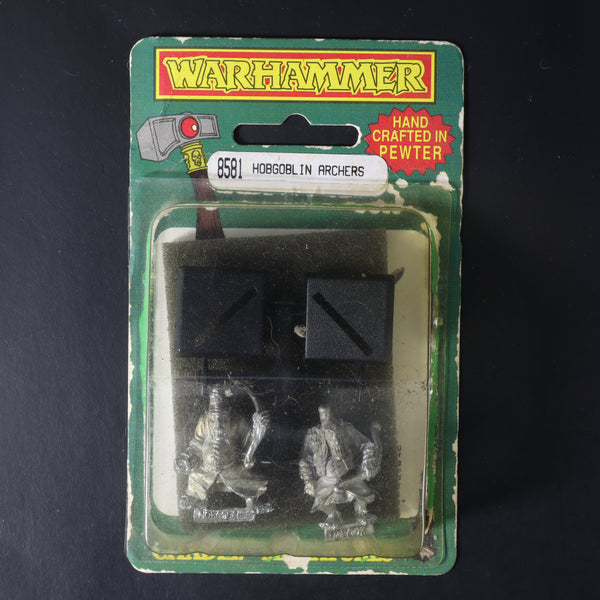 WARHAMMER
HAND
CRAFTED IN
PEWTER
8581 HOBGOBLIN ARCHERS